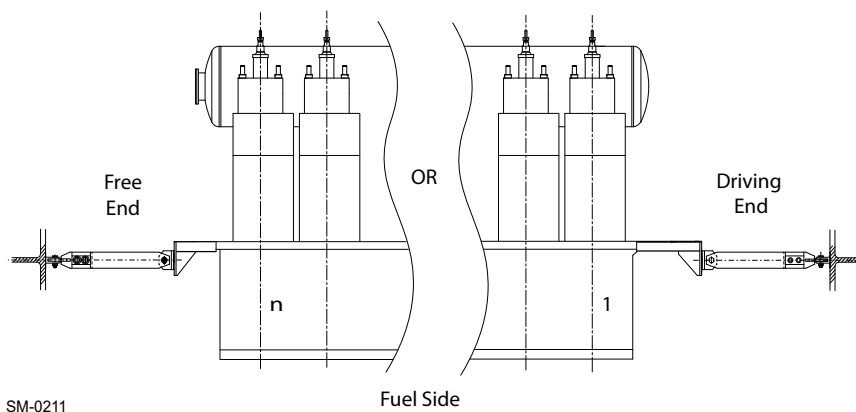 OR
Free
End
Driving
End
n
1
Fuel Side
SM-0211